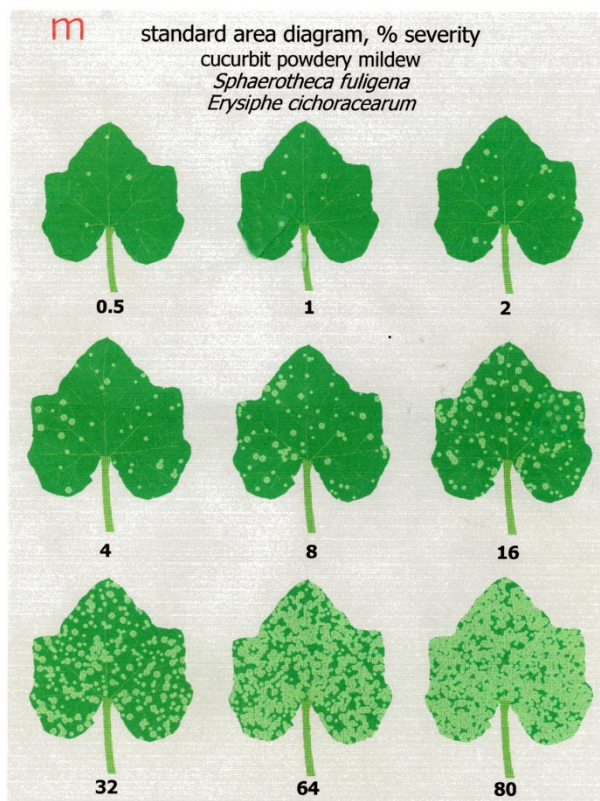 m
standard area diagram, % severity
cucurbit powdery mildew
Sphaerotheca fuligena
Erysiphe cichoracearum
0.5 1 2
4 8 16
32 64 80